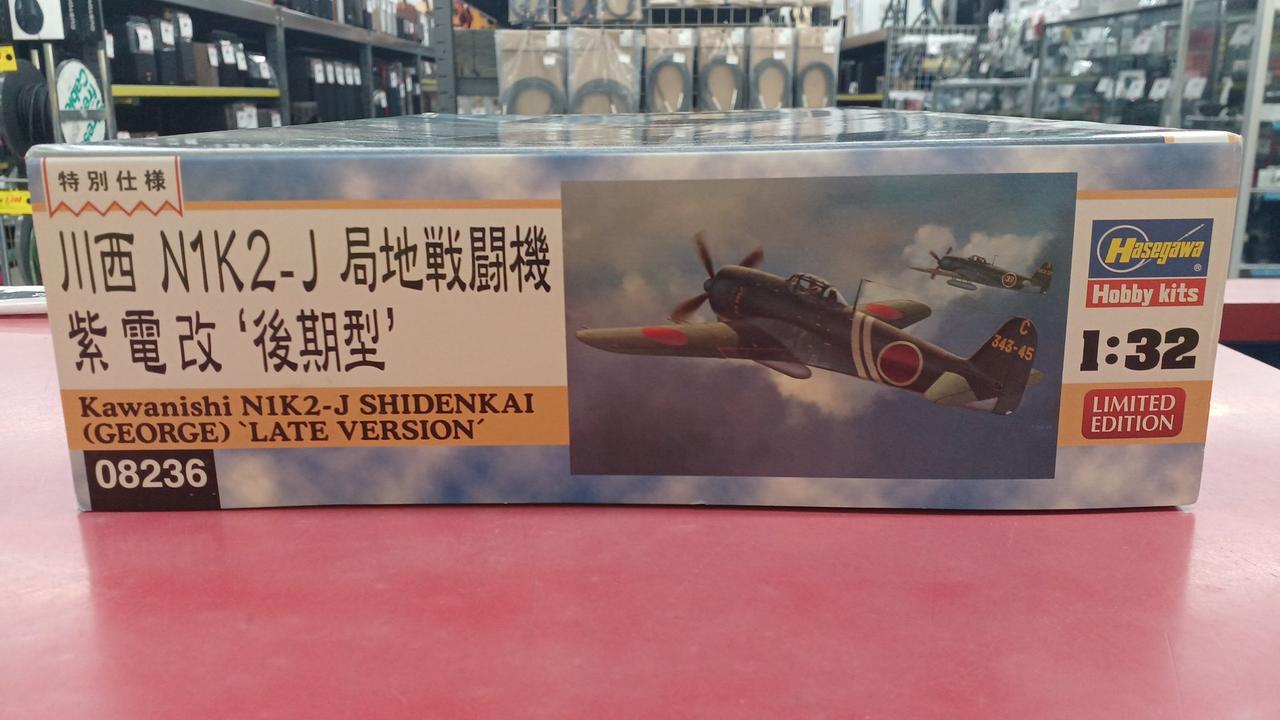 特別仕様
川西 N1K2-J 局地戦闘機
紫電改 ‘後期型’
Kawanishi N1K2-J SHIDENKAI
(GEORGE) `LATE VERSION´
08236
C
343-45
Hasegawa®
Hobby kits
1:32
LIMITED
EDITION